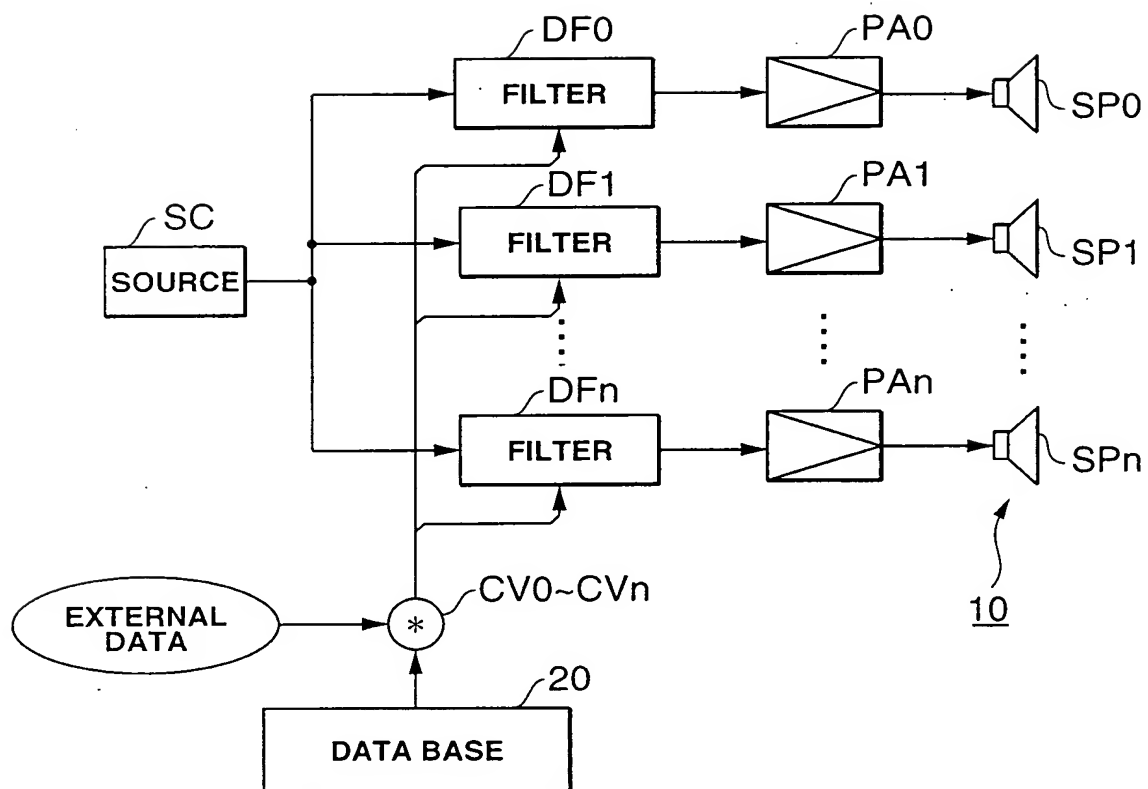 DF0
PA0
FILTER
SP0
DF1
PA1
SC
FILTER
SP1
SOURCE
DFn
PAn
FILTER
SPn
10
CV0~CVn
EXTERNAL
DATA
*
20
DATA BASE